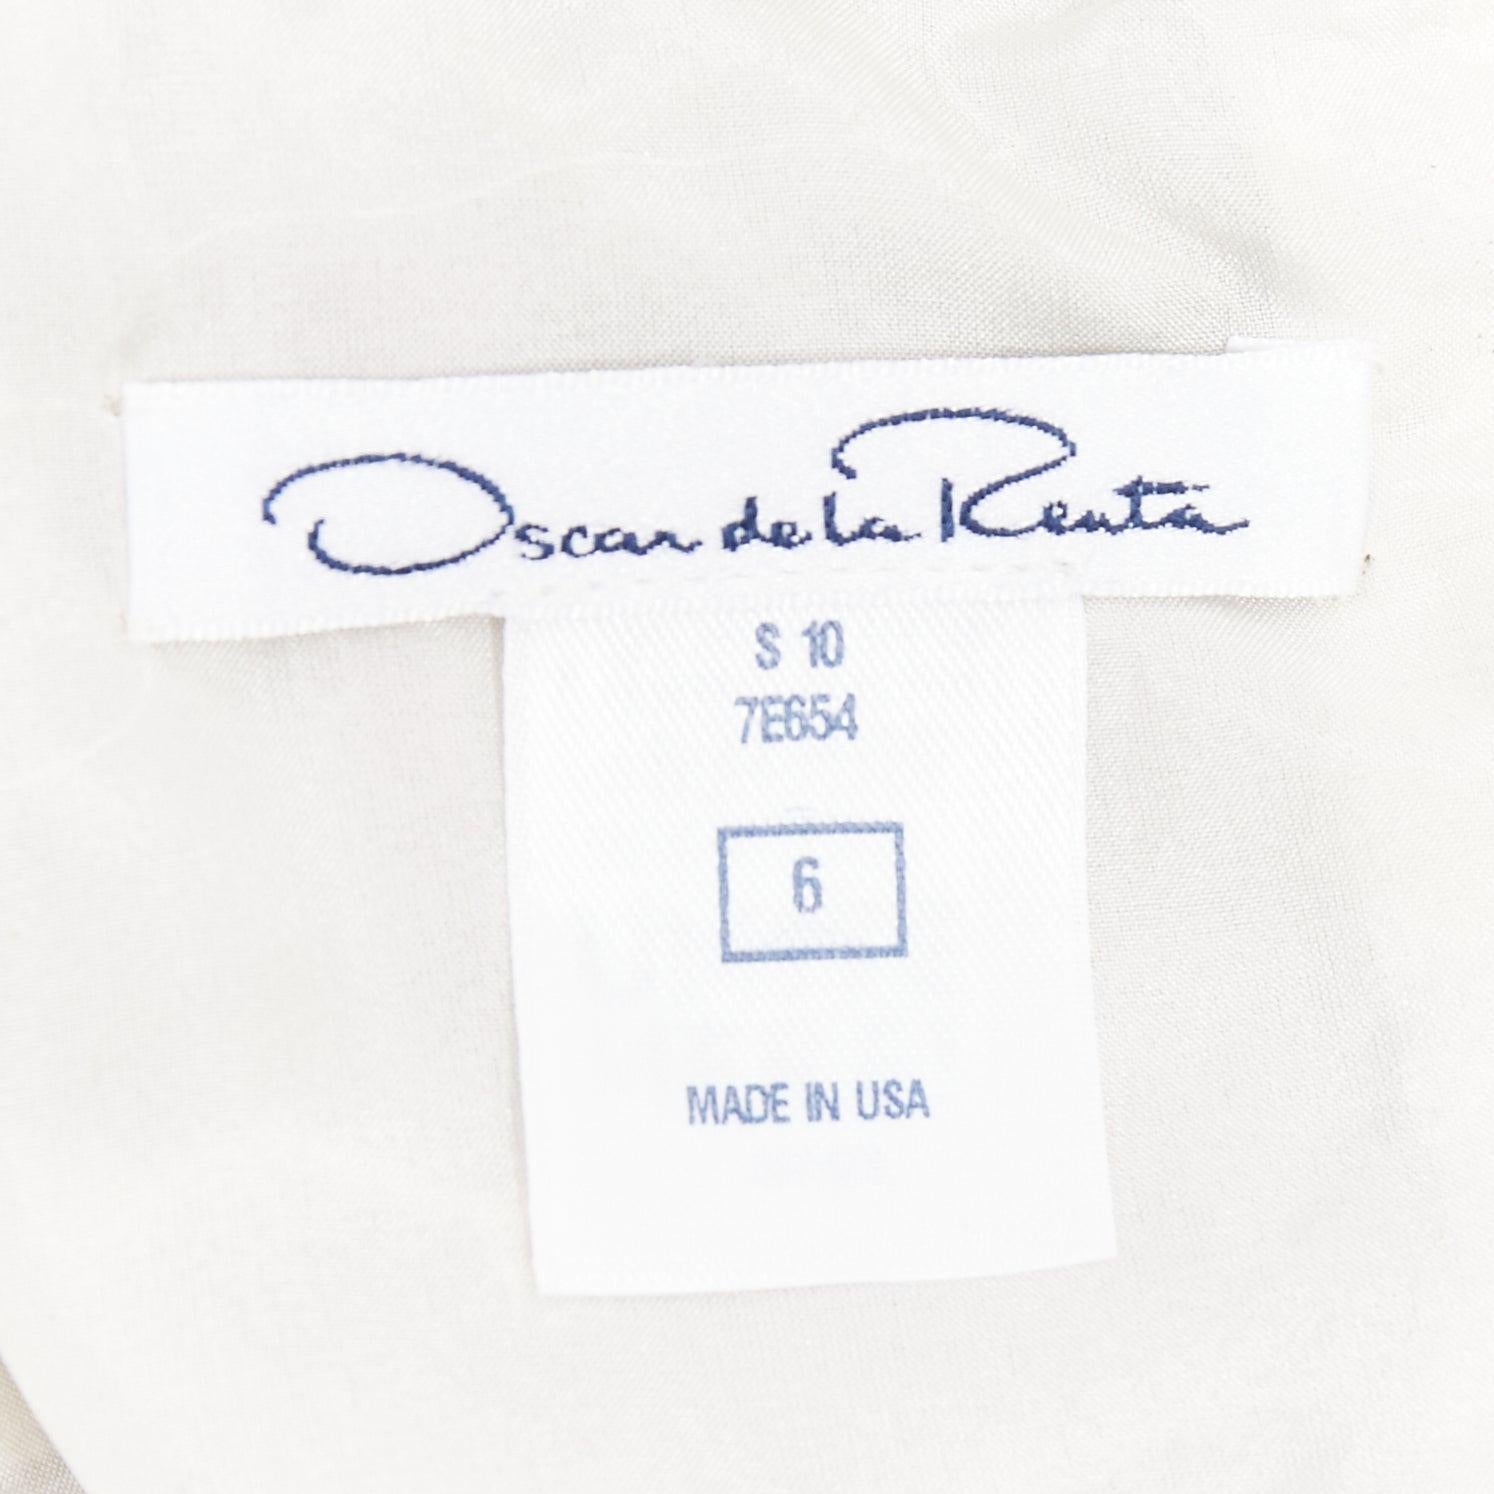 Oscar de la Renta
S 10
7E654
6
MADE IN USA